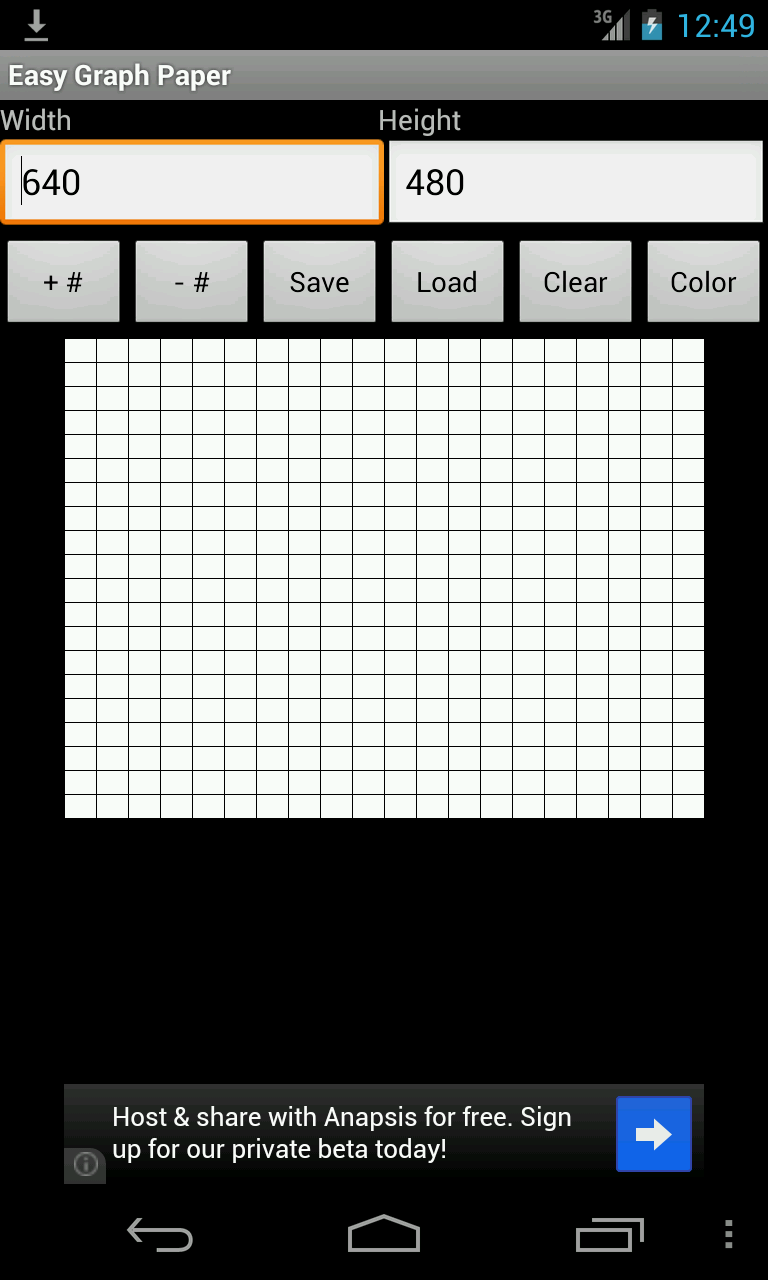 3G 12:49
Easy Graph Paper
Width Height
640 480
+ # - # Save Load Clear Color
Host & share with Anapsis for free. Sign
up for our private beta today!